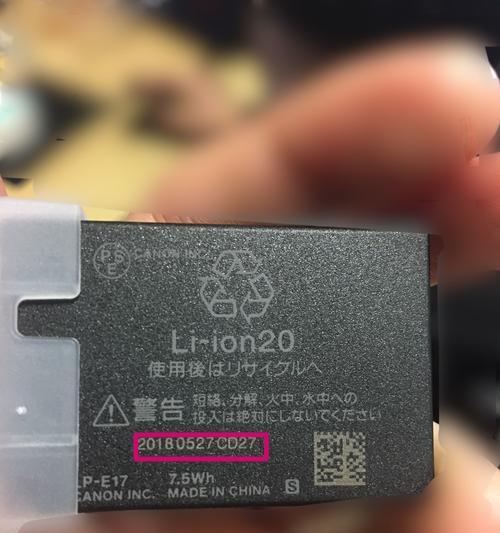 PSE CANON INC.
Li-ion20
使用後はリサイクルへ
警告 短絡、分解、火中、水中への
投入は絶対にしないでください
20180527CD27
LP-E17 7.5Wh
CANON INC. MADE IN CHINA S